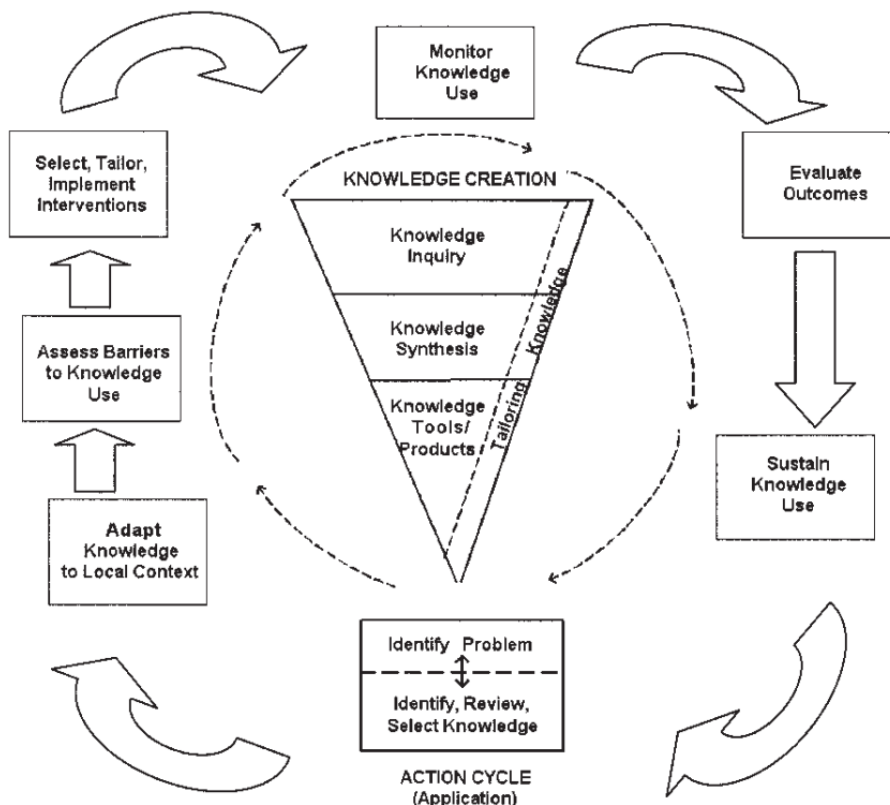 Monitor
Knowledge
Use
Select, Tailor,
Implement
Interventions
Evaluate
Outcomes
KNOWLEDGE CREATION
Knowledge
Inquiry
Knowledge
Synthesis
Knowledge
Tools/
Products
Tailoring Knowledge
Assess Barriers
to Knowledge
Use
Sustain
Knowledge
Use
Adapt
Knowledge
to Local Context
Identify Problem
Identify, Review,
Select Knowledge
ACTION CYCLE
(Application)